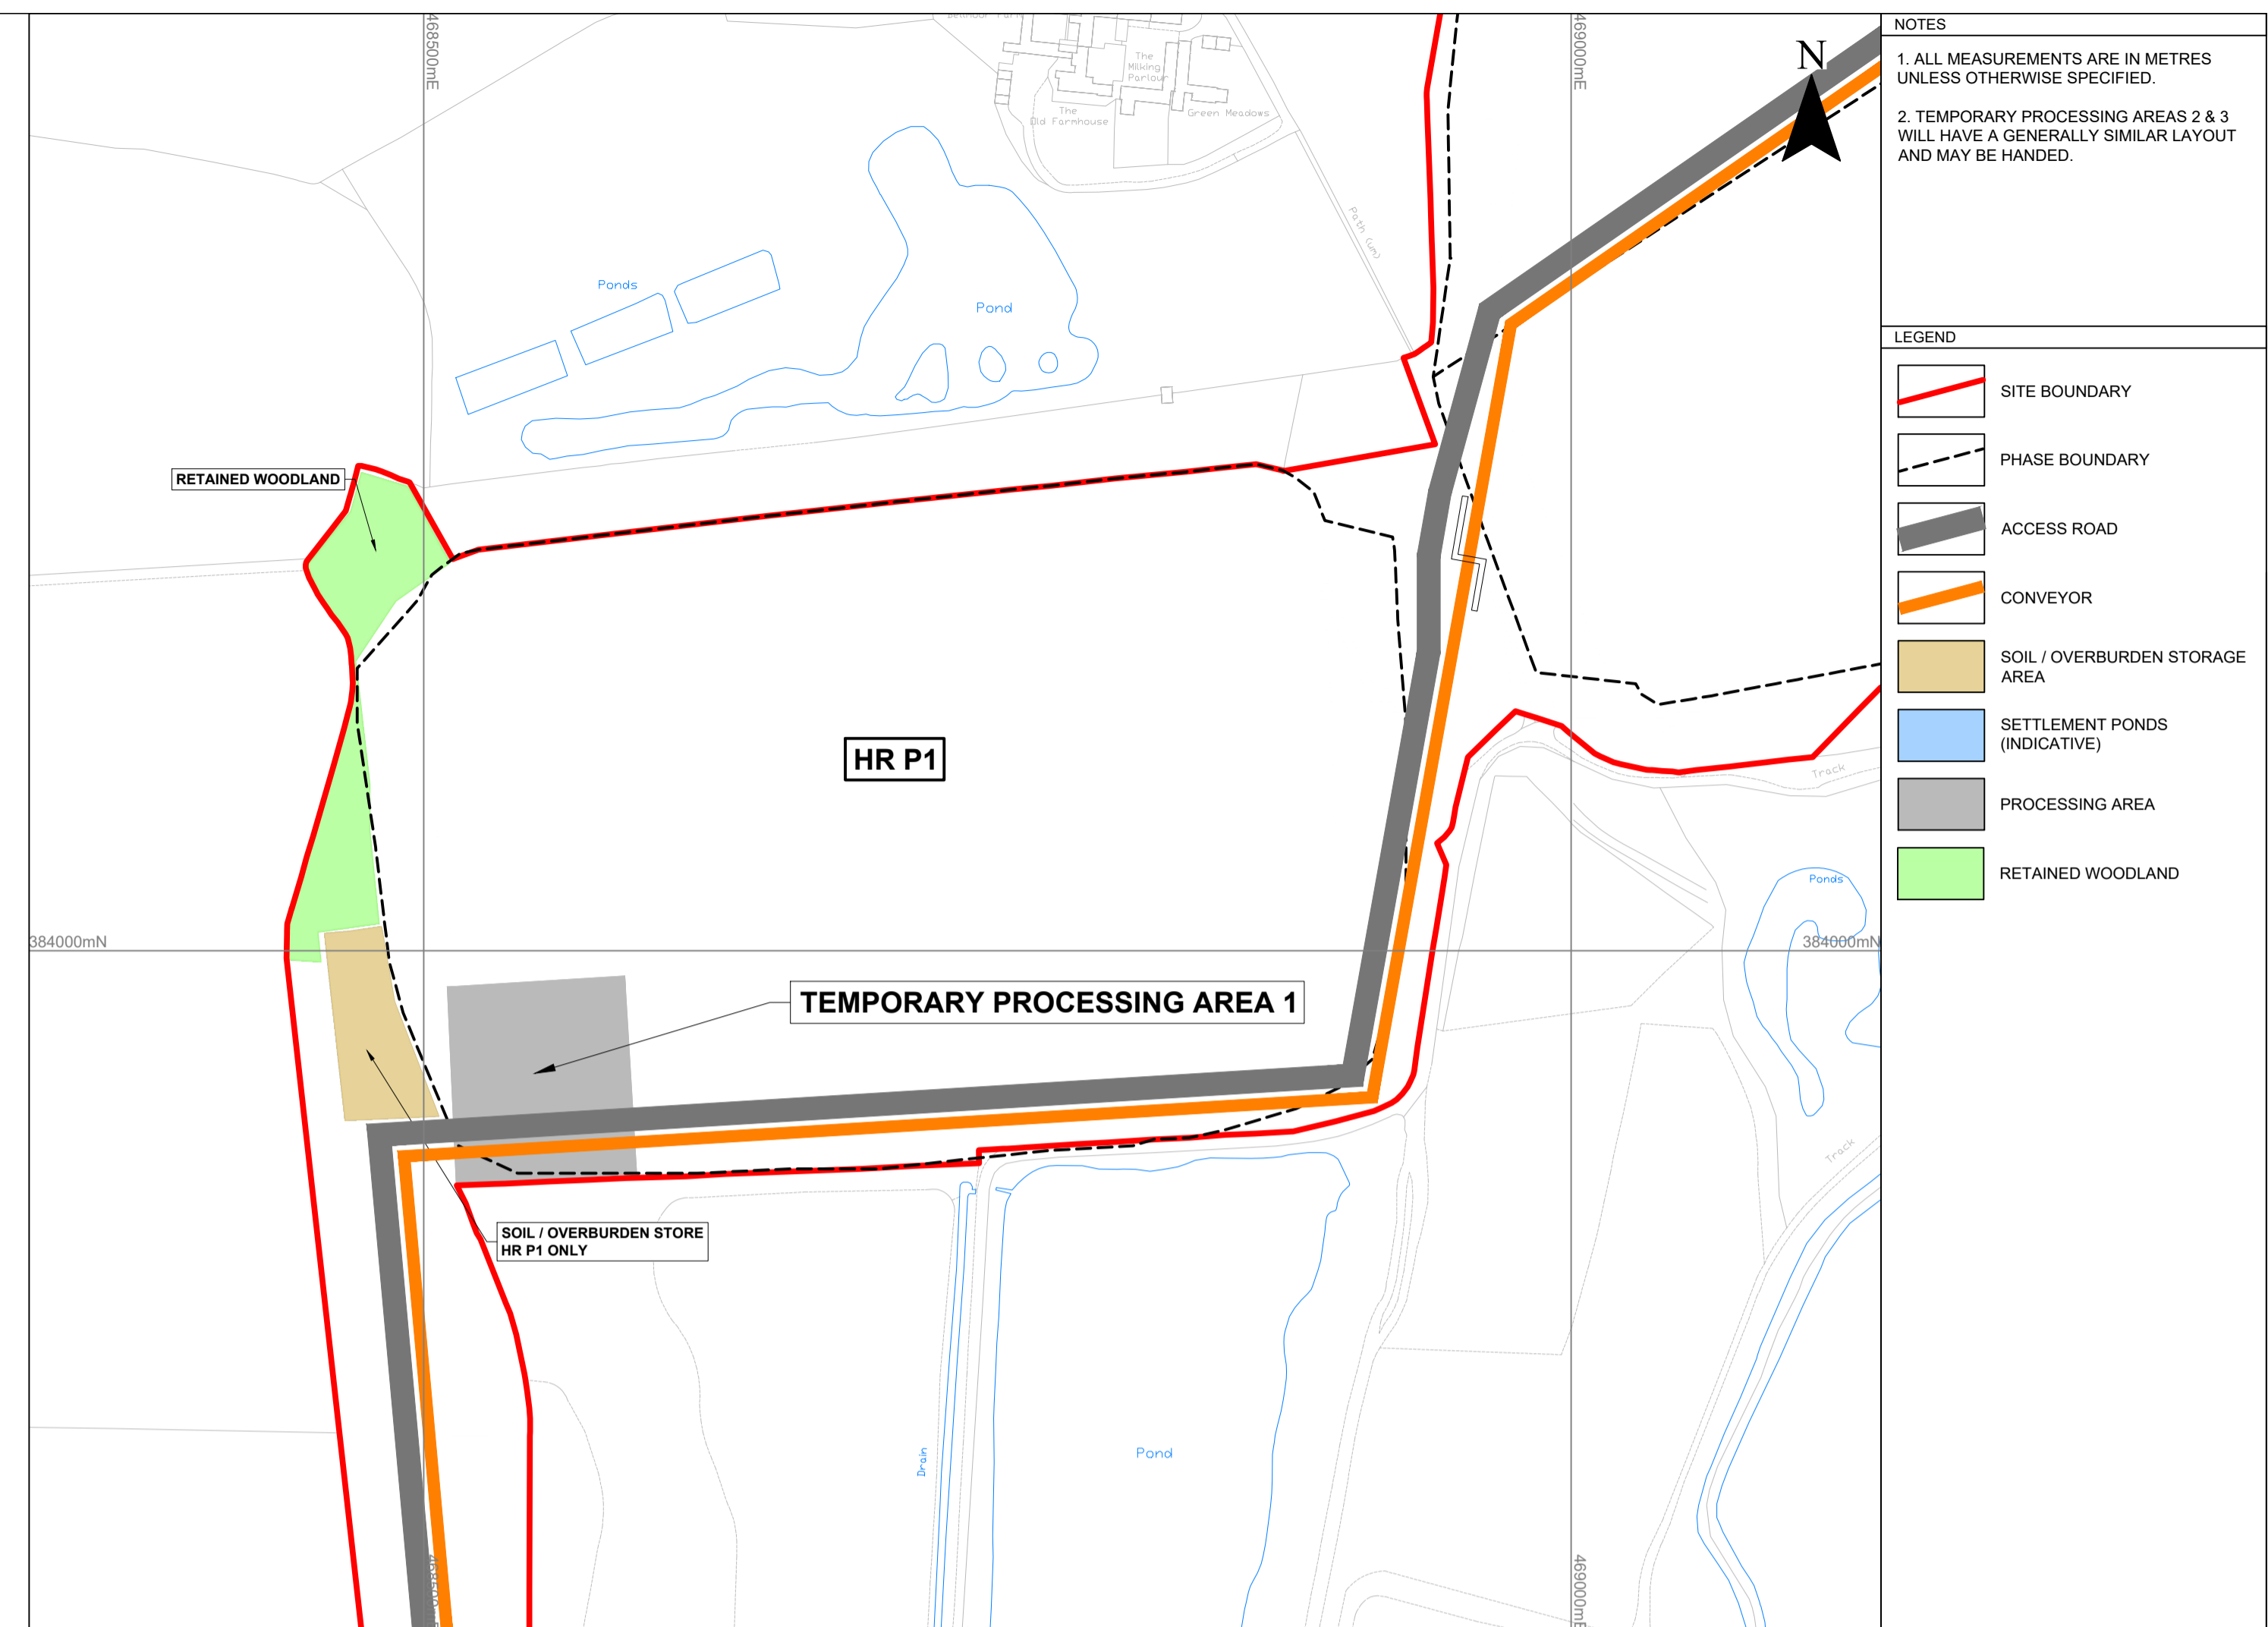 468500mE
469000mE
The
Milking
Parlour
The
Old Farmhouse
Green Meadows
Path (um)
N
Ponds
Pond
RETAINED WOODLAND
HR P1
384000mN
384000mN
TEMPORARY PROCESSING AREA 1
SOIL / OVERBURDEN STORE
HR P1 ONLY
Track
Ponds
Track
Drain
Pond
468500mE
469000mE
NOTES
1. ALL MEASUREMENTS ARE IN METRES
UNLESS OTHERWISE SPECIFIED.
2. TEMPORARY PROCESSING AREAS 2 & 3
WILL HAVE A GENERALLY SIMILAR LAYOUT
AND MAY BE HANDED.
LEGEND
SITE BOUNDARY
PHASE BOUNDARY
ACCESS ROAD
CONVEYOR
SOIL / OVERBURDEN STORAGE
AREA
SETTLEMENT PONDS
(INDICATIVE)
PROCESSING AREA
RETAINED WOODLAND